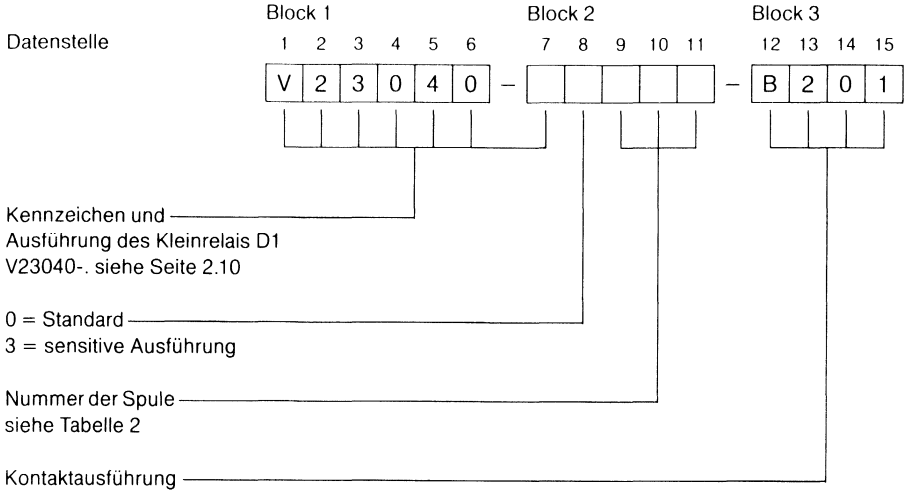 Block 1 Block 2 Block 3
Datenstelle 1 2 3 4 5 6 7 8 9 10 11 12 13 14 15
V 2 3 0 4 0 – – B 2 0 1
Kennzeichen und
Ausführung des Kleinrelais D1
V23040-. siehe Seite 2.10
0 = Standard
3 = sensitive Ausführung
Nummer der Spule
siehe Tabelle 2
Kontaktausführung